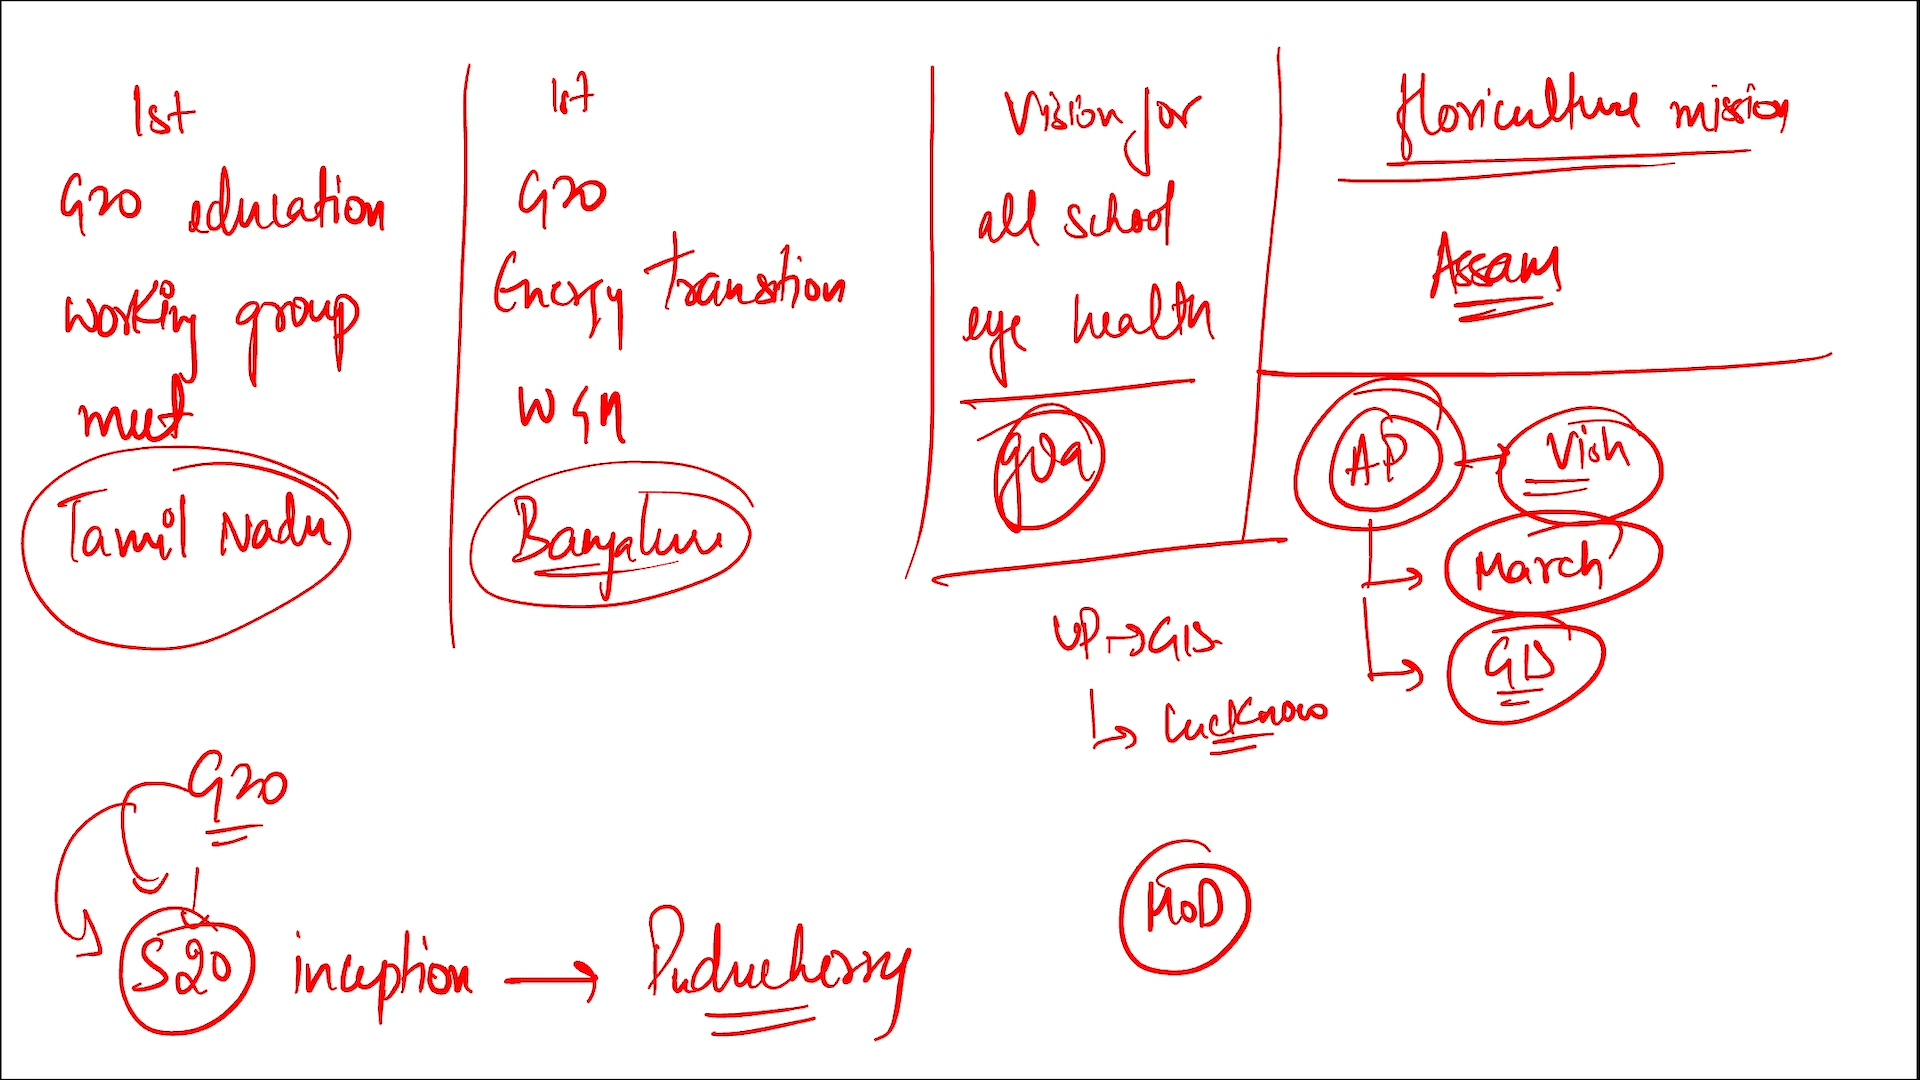 1st
G20 education
working group
meet
Tamil Nadu
1st
G20
Energy Transition
WGM
Bangaluru
Vision for
all school
eye health
goa
Floriculture mission
Assam
AP → Vish
March
GIS
UP → GIS
Lucknow
G20
S20 inception → Puducherry
MoD